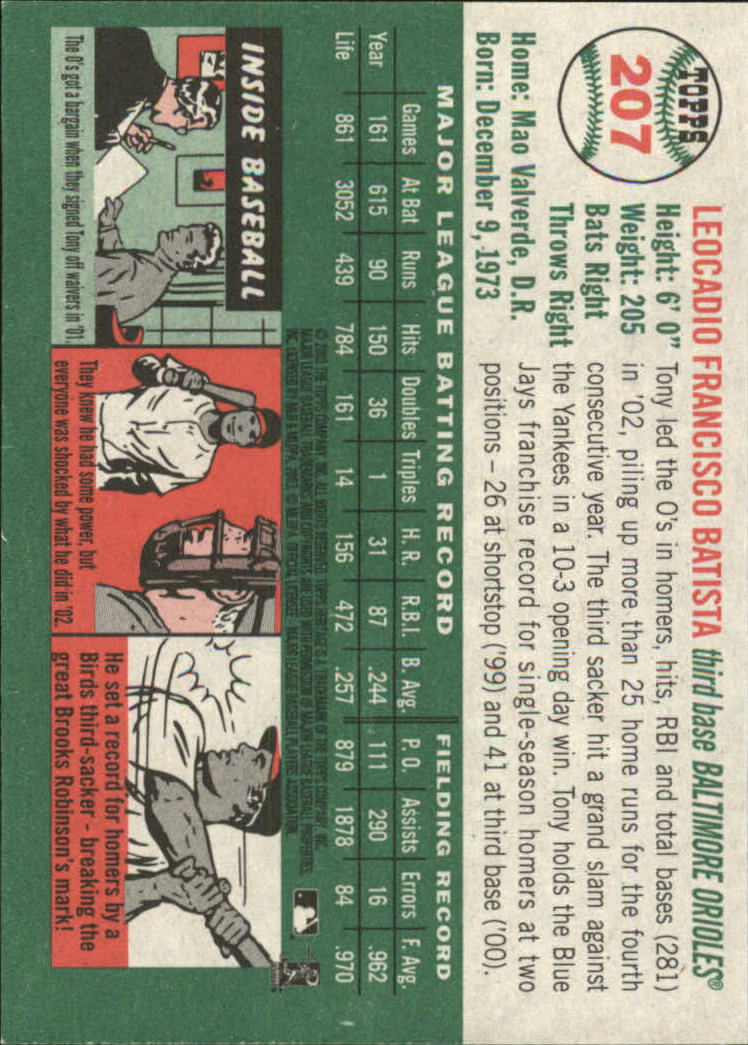 TOPPS
207
LEOCADIO FRANCISCO BATISTA third base BALTIMORE ORIOLES®
Height: 6' 0"
Weight: 205
Bats Right
Throws Right
Home: Mao Valverde, D.R.
Born: December 9, 1973
Tony led the O's in homers, hits, RBI and total bases (281)
in '02, piling up more than 25 home runs for the fourth
consecutive year. The third sacker hit a grand slam against
the Yankees in a 10-3 opening day win. Tony holds the Blue
Jays franchise record for single-season homers at two
positions – 26 at shortstop ('99) and 41 at third base ('00).
MAJOR LEAGUE BATTING RECORD FIELDING RECORD
Games At Bat Runs Hits Doubles Triples H. R. R.B.I. B. Avg. P. O. Assists Errors F. Avg.
Year 161 615 90 150 36 1 31 87 .244 111 290 16 .962
Life 861 3052 439 784 161 14 156 472 .257 879 1878 84 .970
INSIDE BASEBALL
The O's got a bargain when they signed Tony off waivers in '01.
They knew he had some power, but
everyone was shocked by what he did in '02.
He set a record for homers by a
Birds third-sacker – breaking the
great Brooks Robinson's mark!